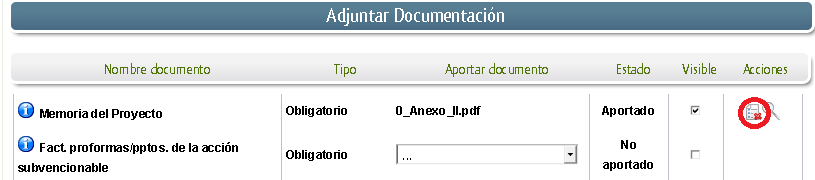 Adjuntar Documentación
Nombre documento Tipo Aportar documento Estado Visible Acciones
Memoria del Proyecto Obligatorio 0_Anexo_II.pdf Aportado
Fact. proformas/pptos. de la acción
subvencionable
Obligatorio
...
No
aportado